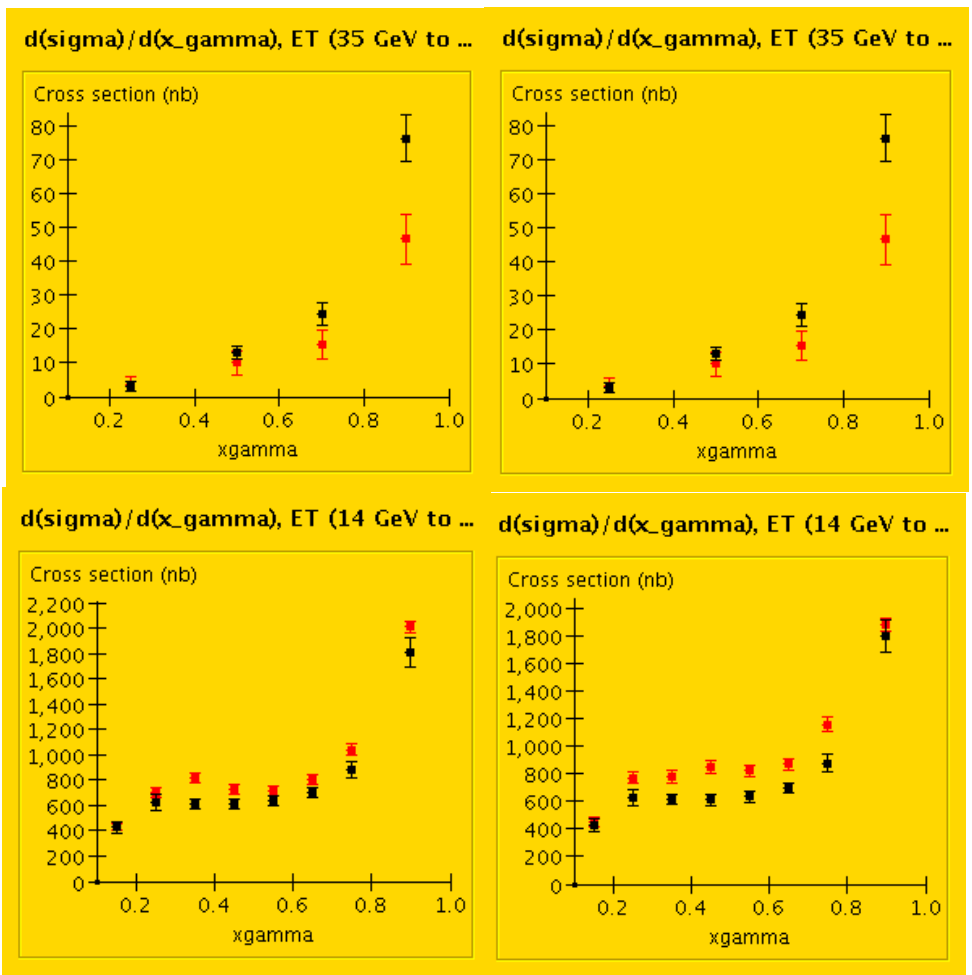 d(sigma)/d(x_gamma), ET (35 GeV to ...
Cross section (nb)
80
70
60
50
40
30
20
10
0
0.2 0.4 0.6 0.8 1.0
xgamma
d(sigma)/d(x_gamma), ET (35 GeV to ...
Cross section (nb)
80
70
60
50
40
30
20
10
0
0.2 0.4 0.6 0.8 1.0
xgamma
d(sigma)/d(x_gamma), ET (14 GeV to ...
Cross section (nb)
2,200
2,000
1,800
1,600
1,400
1,200
1,000
800
600
400
200
0
0.2 0.4 0.6 0.8 1.0
xgamma
d(sigma)/d(x_gamma), ET (14 GeV to ...
Cross section (nb)
2,000
1,800
1,600
1,400
1,200
1,000
800
600
400
200
0
0.2 0.4 0.6 0.8 1.0
xgamma